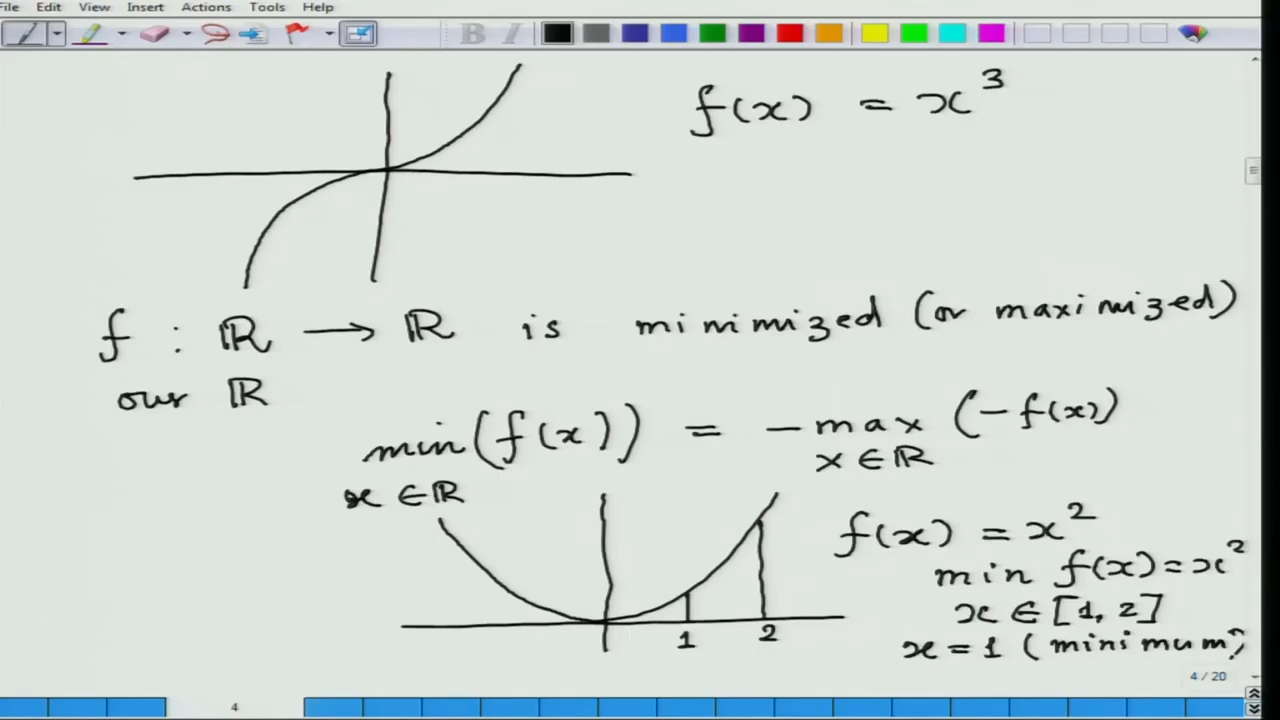 File Edit View Insert Actions Tools Help
B I
f(x) = x³
f : ℝ → ℝ is minimized (or maximized)
our ℝ
min (f(x)) = - max (-f(x))
x ∈ ℝ x ∈ ℝ
f(x) = x²
min f(x) = x²
x ∈ [1, 2]
1 2
x = 1 (minimum)
4 / 20
4